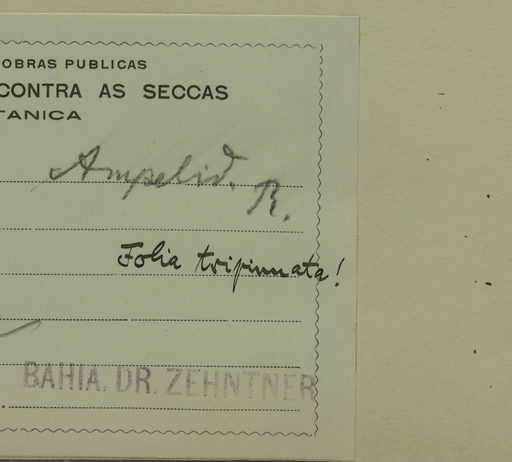 OBRAS PUBLICAS
CONTRA AS SECCAS
TANICA
Ampelid.
R.
Folia tripinnata!
BAHIA. DR. ZEHNTNER